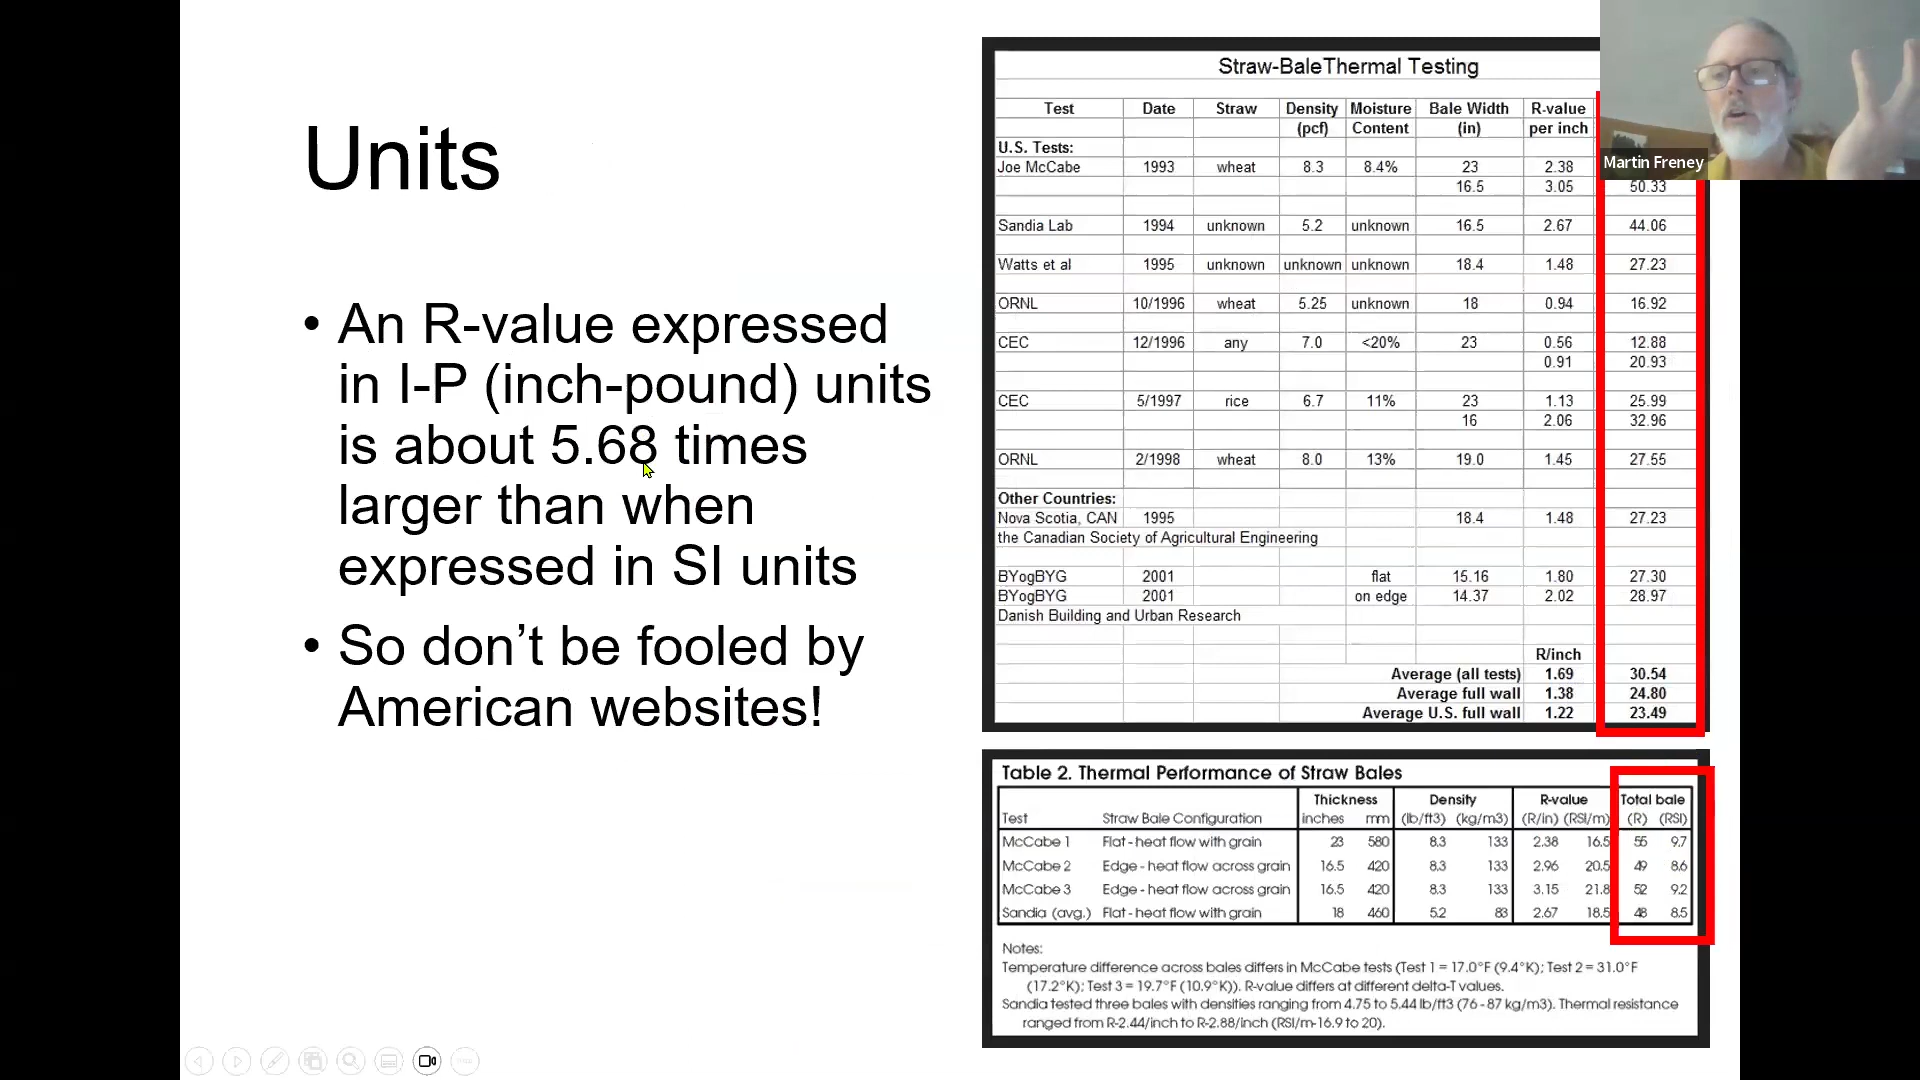 Units
• An R-value expressed
in I-P (inch-pound) units
is about 5.68 times
larger than when
expressed in SI units
• So don’t be fooled by
American websites!
Straw-BaleThermal Testing
Test Date Straw Density Moisture Bale Width R-value
(pcf) Content (in) per inch
U.S. Tests:
Joe McCabe 1993 wheat 8.3 8.4% 23 2.38
16.5 3.05 50.33
Sandia Lab 1994 unknown 5.2 unknown 16.5 2.67 44.06
Watts et al 1995 unknown unknown unknown 18.4 1.48 27.23
ORNL 10/1996 wheat 5.25 unknown 18 0.94 16.92
CEC 12/1996 any 7.0 <20% 23 0.56 12.88
0.91 20.93
CEC 5/1997 rice 6.7 11% 23 1.13 25.99
16 2.06 32.96
ORNL 2/1998 wheat 8.0 13% 19.0 1.45 27.55
Other Countries:
Nova Scotia, CAN 1995 18.4 1.48 27.23
the Canadian Society of Agricultural Engineering
BYogBYG 2001 flat 15.16 1.80 27.30
BYogBYG 2001 on edge 14.37 2.02 28.97
Danish Building and Urban Research
R/inch
Average (all tests) 1.69 30.54
Average full wall 1.38 24.80
Average U.S. full wall 1.22 23.49
Martin Freney
Table 2. Thermal Performance of Straw Bales
Thickness Density R-value Total bale
Test Straw Bale Configuration inches mm (lb/ft3) (kg/m3) (R/in) (RSI/m) (R) (RSI)
McCabe 1 Flat - heat flow with grain 23 580 8.3 133 2.38 16.5 55 9.7
McCabe 2 Edge - heat flow across grain 16.5 420 8.3 133 2.96 20.5 49 8.6
McCabe 3 Edge - heat flow across grain 16.5 420 8.3 133 3.15 21.8 52 9.2
Sandia (avg.) Flat - heat flow with grain 18 460 5.2 83 2.67 18.5 48 8.5
Notes:
Temperature difference across bales differs in McCabe tests (Test 1 = 17.0°F (9.4°K); Test 2 = 31.0°F
(17.2°K); Test 3 = 19.7°F (10.9°K)). R-value differs at different delta-T values.
Sandia tested three bales with densities ranging from 4.75 to 5.44 lb/ft3 (76 - 87 kg/m3). Thermal resistance
ranged from R-2.44/inch to R-2.88/inch (RSI/m-16.9 to 20).